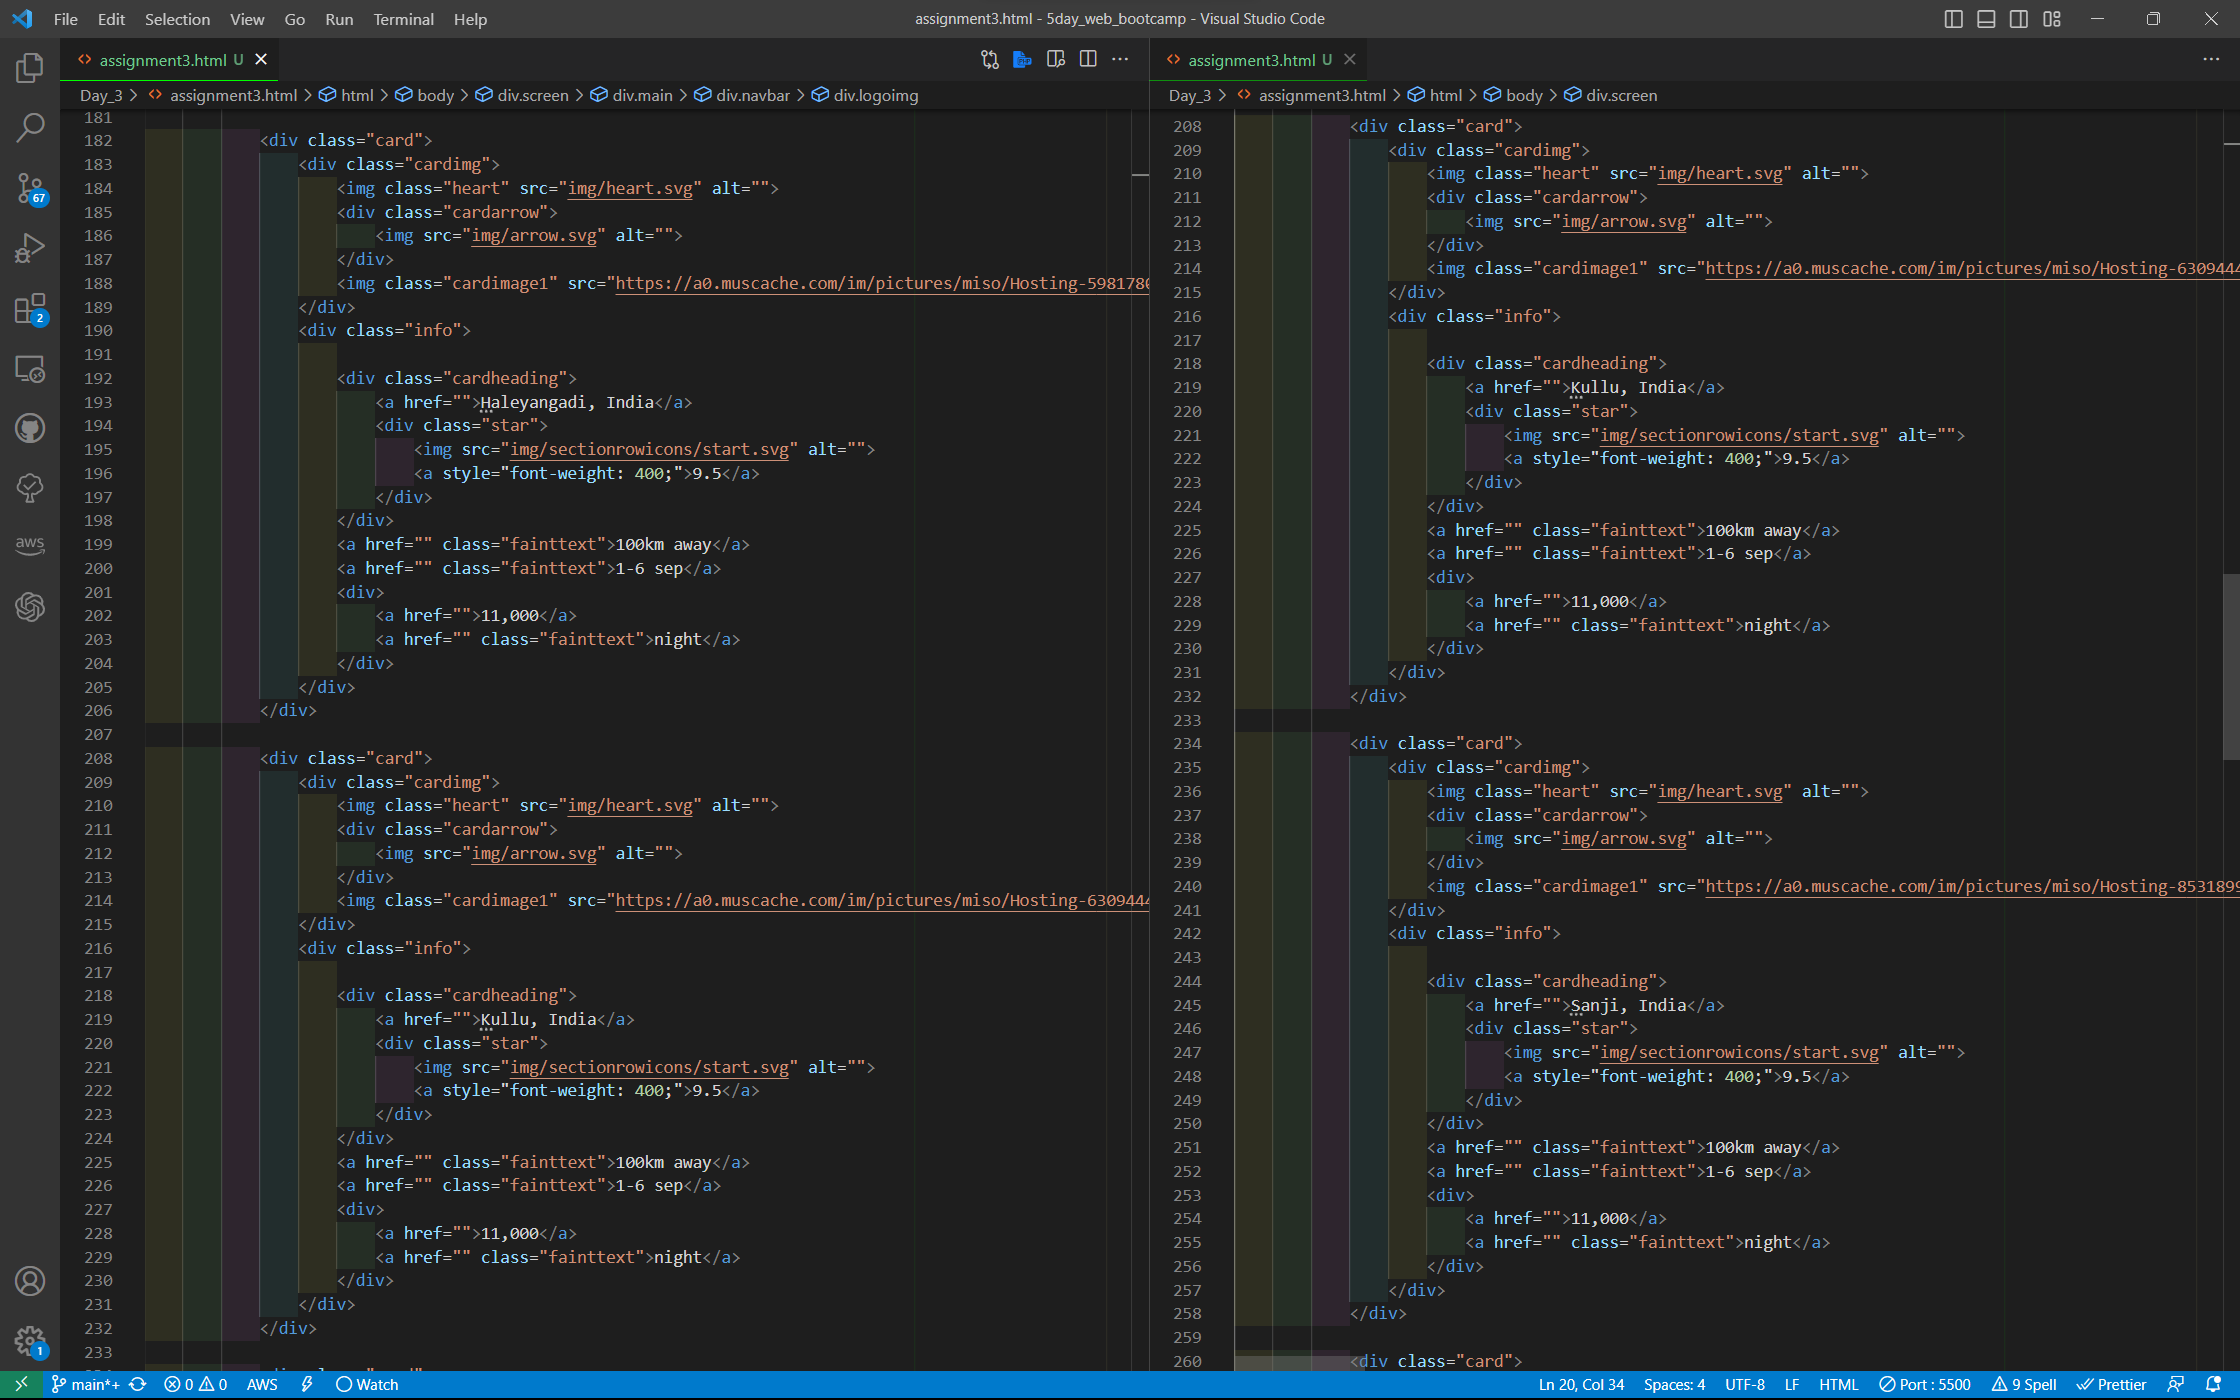 File Edit Selection View Go Run Terminal Help
assignment3.html - 5day_web_bootcamp - Visual Studio Code
assignment3.html U
Day_3 > assignment3.html > html > body > div.screen > div.main > div.navbar > div.logoimg
181
182 <div class="card">
183 <div class="cardimg">
184 <img class="heart" src="img/heart.svg" alt="">
185 <div class="cardarrow">
186 <img src="img/arrow.svg" alt="">
187 </div>
188 <img class="cardimage1" src="https://a0.muscache.com/im/pictures/miso/Hosting-5981780
189 </div>
190 <div class="info">
191
192 <div class="cardheading">
193 <a href="">Haleyangadi, India</a>
194 <div class="star">
195 <img src="img/sectionrowicons/start.svg" alt="">
196 <a style="font-weight: 400;">9.5</a>
197 </div>
198 </div>
199 <a href="" class="fainttext">100km away</a>
200 <a href="" class="fainttext">1-6 sep</a>
201 <div>
202 <a href="">11,000</a>
203 <a href="" class="fainttext">night</a>
204 </div>
205 </div>
206 </div>
207
208 <div class="card">
209 <div class="cardimg">
210 <img class="heart" src="img/heart.svg" alt="">
211 <div class="cardarrow">
212 <img src="img/arrow.svg" alt="">
213 </div>
214 <img class="cardimage1" src="https://a0.muscache.com/im/pictures/miso/Hosting-6309444
215 </div>
216 <div class="info">
217
218 <div class="cardheading">
219 <a href="">Kullu, India</a>
220 <div class="star">
221 <img src="img/sectionrowicons/start.svg" alt="">
222 <a style="font-weight: 400;">9.5</a>
223 </div>
224 </div>
225 <a href="" class="fainttext">100km away</a>
226 <a href="" class="fainttext">1-6 sep</a>
227 <div>
228 <a href="">11,000</a>
229 <a href="" class="fainttext">night</a>
230 </div>
231 </div>
232 </div>
233
assignment3.html U
Day_3 > assignment3.html > html > body > div.screen
208 <div class="card">
209 <div class="cardimg">
210 <img class="heart" src="img/heart.svg" alt="">
211 <div class="cardarrow">
212 <img src="img/arrow.svg" alt="">
213 </div>
214 <img class="cardimage1" src="https://a0.muscache.com/im/pictures/miso/Hosting-6309444
215 </div>
216 <div class="info">
217
218 <div class="cardheading">
219 <a href="">Kullu, India</a>
220 <div class="star">
221 <img src="img/sectionrowicons/start.svg" alt="">
222 <a style="font-weight: 400;">9.5</a>
223 </div>
224 </div>
225 <a href="" class="fainttext">100km away</a>
226 <a href="" class="fainttext">1-6 sep</a>
227 <div>
228 <a href="">11,000</a>
229 <a href="" class="fainttext">night</a>
230 </div>
231 </div>
232 </div>
233
234 <div class="card">
235 <div class="cardimg">
236 <img class="heart" src="img/heart.svg" alt="">
237 <div class="cardarrow">
238 <img src="img/arrow.svg" alt="">
239 </div>
240 <img class="cardimage1" src="https://a0.muscache.com/im/pictures/miso/Hosting-8531899
241 </div>
242 <div class="info">
243
244 <div class="cardheading">
245 <a href="">Sanji, India</a>
246 <div class="star">
247 <img src="img/sectionrowicons/start.svg" alt="">
248 <a style="font-weight: 400;">9.5</a>
249 </div>
250 </div>
251 <a href="" class="fainttext">100km away</a>
252 <a href="" class="fainttext">1-6 sep</a>
253 <div>
254 <a href="">11,000</a>
255 <a href="" class="fainttext">night</a>
256 </div>
257 </div>
258 </div>
259
260 <div class="card">
67
2
aws
1
main*+ 0 0 AWS Watch
Ln 20, Col 34 Spaces: 4 UTF-8 LF HTML Port : 5500 9 Spell Prettier